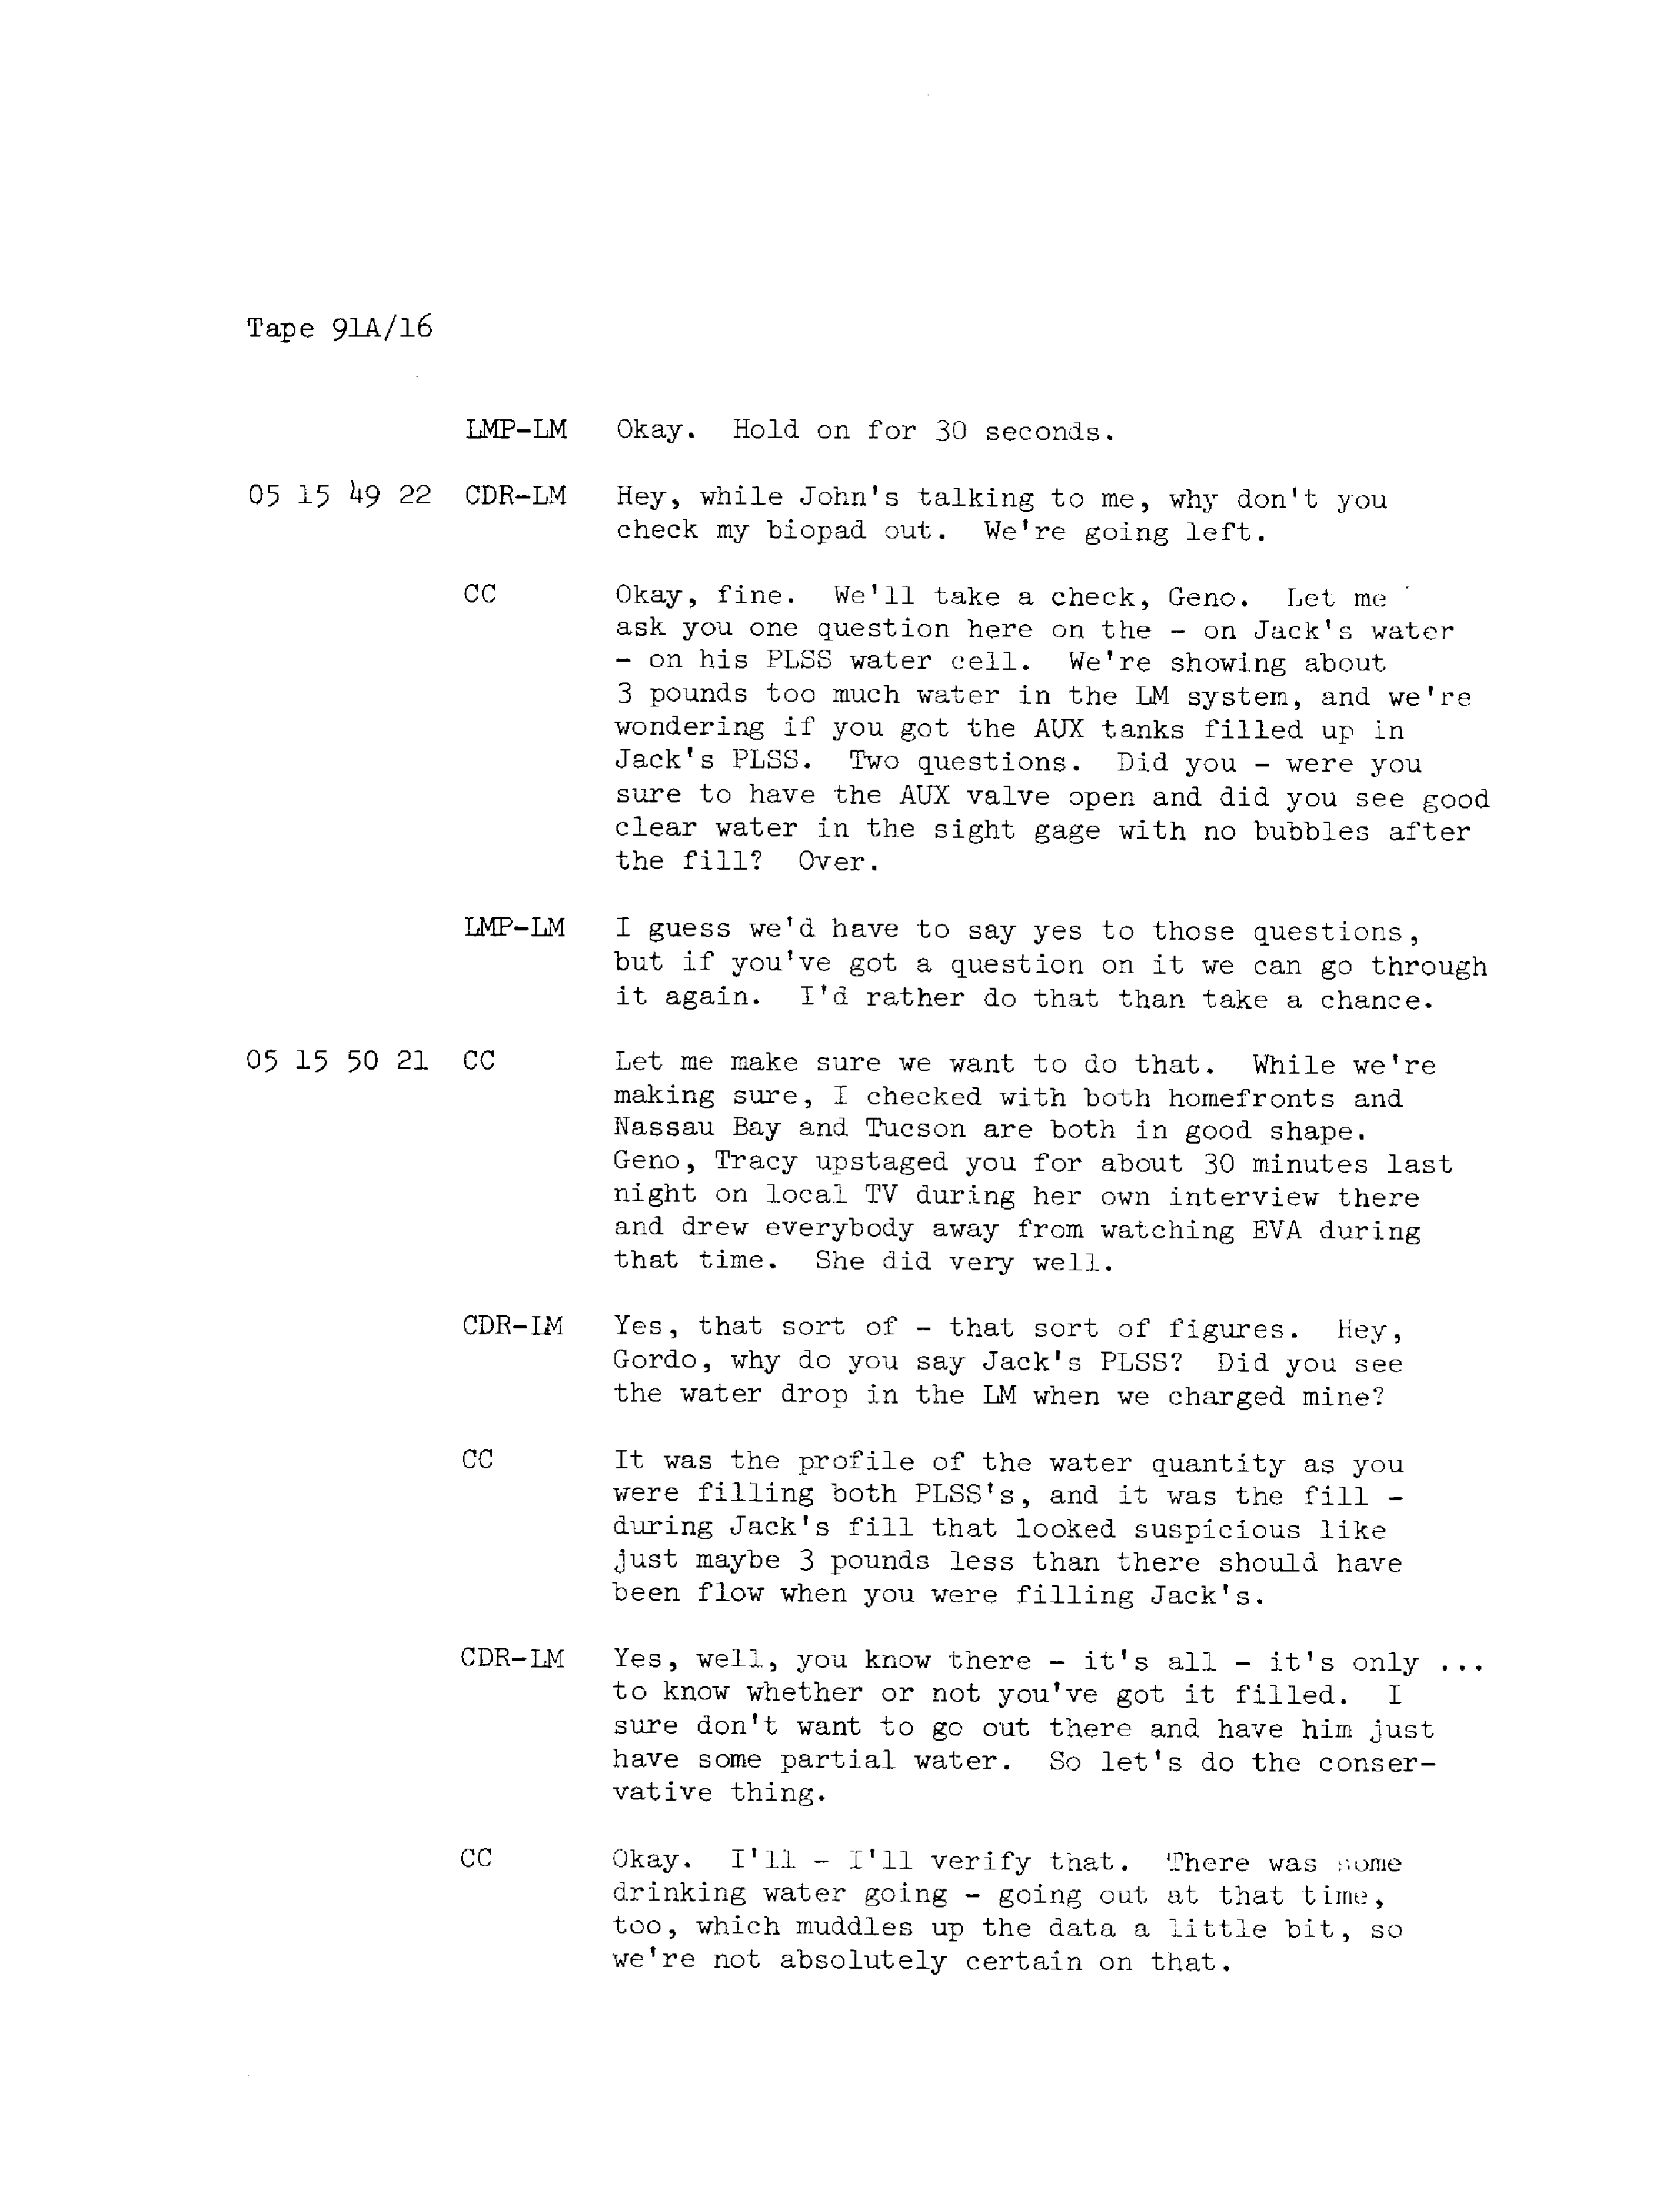 Tape 91A/16
LMP-LM Okay. Hold on for 30 seconds.
05 15 49 22 CDR-LM Hey, while John's talking to me, why don't you
check my biopad out. We're going left.
CC Okay, fine. We'll take a check, Geno. Let me
ask you one question here on the - on Jack's water
- on his PLSS water cell. We're showing about
3 pounds too much water in the LM system, and we're
wondering if you got the AUX tanks filled up in
Jack's PLSS. Two questions. Did you - were you
sure to have the AUX valve open and did you see good
clear water in the sight gage with no bubbles after
the fill? Over.
LMP-LM I guess we'd have to say yes to those questions,
but if you've got a question on it we can go through
it again. I'd rather do that than take a chance.
05 15 50 21 CC Let me make sure we want to do that. While we're
making sure, I checked with both homefronts and
Nassau Bay and Tucson are both in good shape.
Geno, Tracy upstaged you for about 30 minutes last
night on local TV during her own interview there
and drew everybody away from watching EVA during
that time. She did very well.
CDR-LM Yes, that sort of - that sort of figures. Hey,
Gordo, why do you say Jack's PLSS? Did you see
the water drop in the LM when we charged mine?
CC It was the profile of the water quantity as you
were filling both PLSS's, and it was the fill -
during Jack's fill that looked suspicious like
just maybe 3 pounds less than there should have
been flow when you were filling Jack's.
CDR-LM Yes, well, you know there - it's all - it's only ...
to know whether or not you've got it filled. I
sure don't want to go out there and have him just
have some partial water. So let's do the conser-
vative thing.
CC Okay. I'll - I'll verify that. There was some
drinking water going - going out at that time,
too, which muddles up the data a little bit, so
we're not absolutely certain on that.